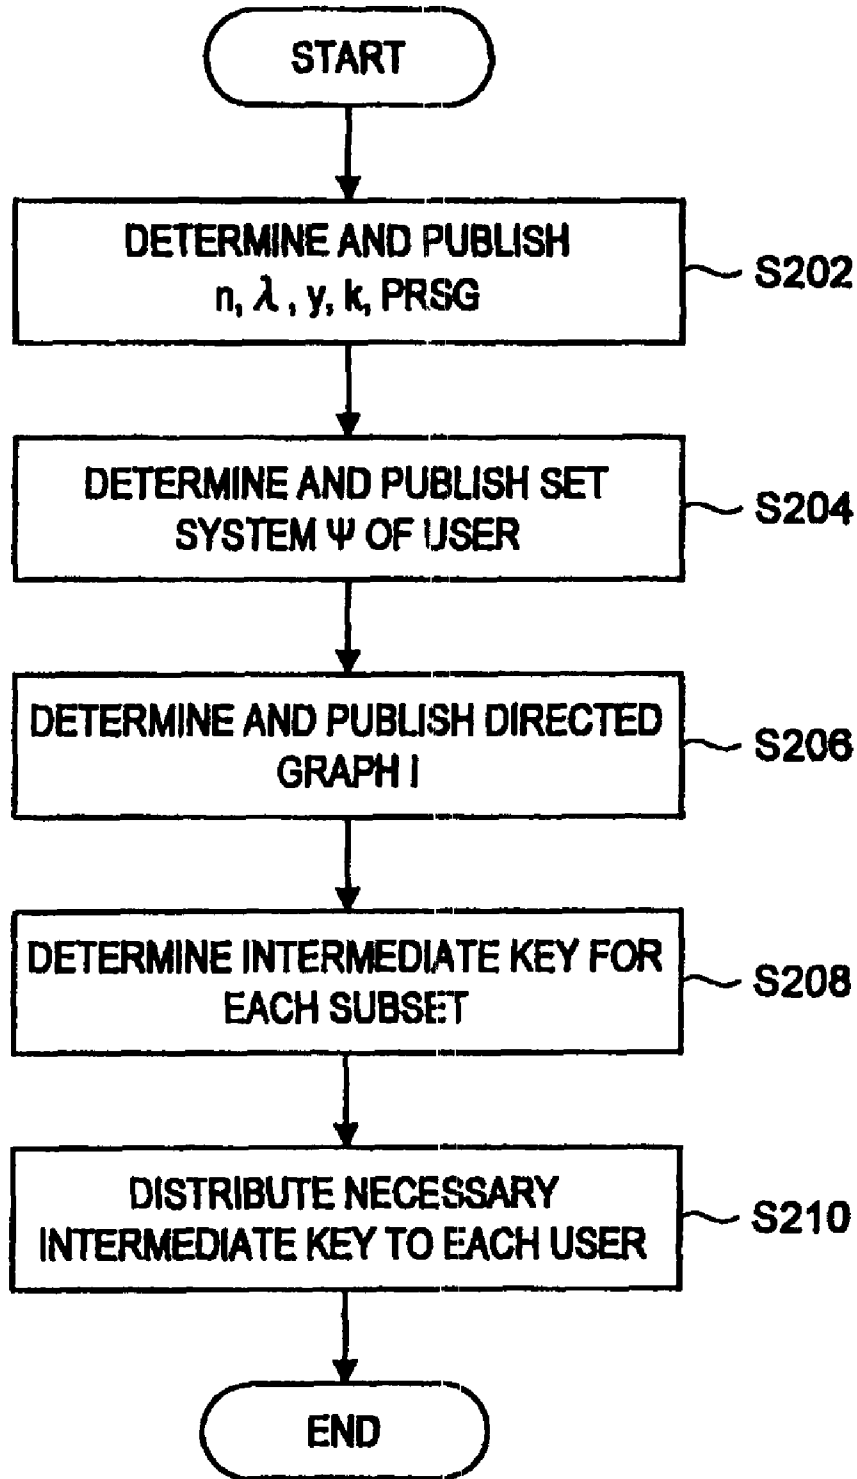 START
DETERMINE AND PUBLISH
n, λ, y, k, PRSG
S202
DETERMINE AND PUBLISH SET
SYSTEM Ψ OF USER
S204
DETERMINE AND PUBLISH DIRECTED
GRAPH I
S206
DETERMINE INTERMEDIATE KEY FOR
EACH SUBSET
S208
DISTRIBUTE NECESSARY
INTERMEDIATE KEY TO EACH USER
S210
END